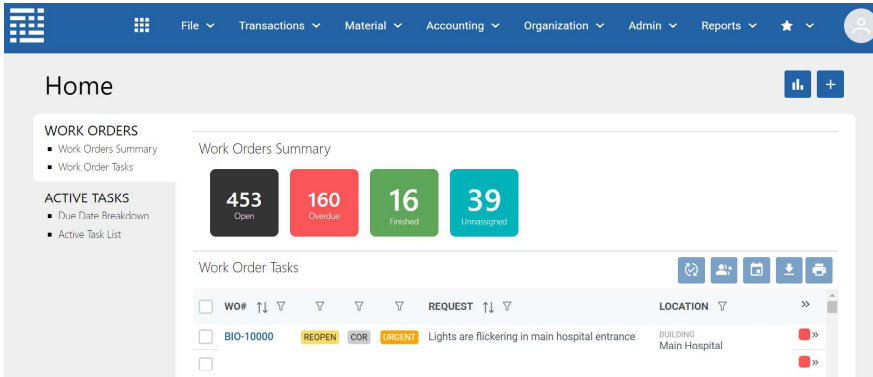 File Transactions Material Accounting Organization Admin Reports
Home
WORK ORDERS
Work Orders Summary
Work Order Tasks
ACTIVE TASKS
Due Date Breakdown
Active Task List
Work Orders Summary
453 160 16 39
Open Overdue Finished Unnassigned
Work Order Tasks
WO# REQUEST LOCATION
BIO-10000 REOPEN COR URGENT Lights are flickering in main hospital entrance BUILDING
Main Hospital